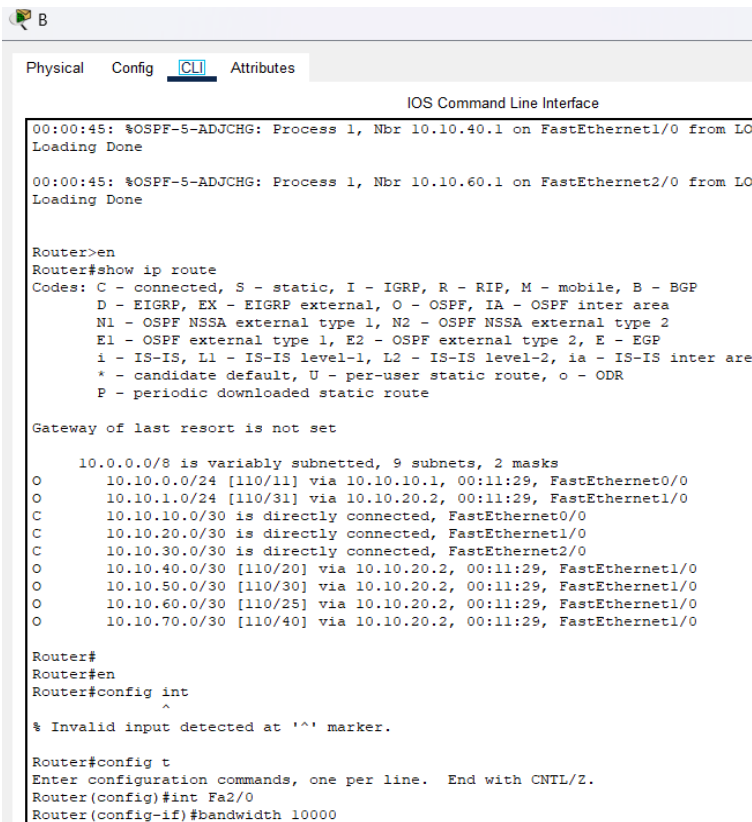 B
Physical Config CLI Attributes
IOS Command Line Interface
00:00:45: %OSPF-5-ADJCHG: Process 1, Nbr 10.10.40.1 on FastEthernet1/0 from LO
Loading Done
00:00:45: %OSPF-5-ADJCHG: Process 1, Nbr 10.10.60.1 on FastEthernet2/0 from LO
Loading Done
Router>en
Router#show ip route
Codes: C - connected, S - static, I - IGRP, R - RIP, M - mobile, B - BGP
D - EIGRP, EX - EIGRP external, O - OSPF, IA - OSPF inter area
N1 - OSPF NSSA external type 1, N2 - OSPF NSSA external type 2
E1 - OSPF external type 1, E2 - OSPF external type 2, E - EGP
i - IS-IS, L1 - IS-IS level-1, L2 - IS-IS level-2, ia - IS-IS inter are
* - candidate default, U - per-user static route, o - ODR
P - periodic downloaded static route
Gateway of last resort is not set
10.0.0.0/8 is variably subnetted, 9 subnets, 2 masks
O 10.10.0.0/24 [110/11] via 10.10.10.1, 00:11:29, FastEthernet0/0
O 10.10.1.0/24 [110/31] via 10.10.20.2, 00:11:29, FastEthernet1/0
C 10.10.10.0/30 is directly connected, FastEthernet0/0
C 10.10.20.0/30 is directly connected, FastEthernet1/0
C 10.10.30.0/30 is directly connected, FastEthernet2/0
O 10.10.40.0/30 [110/20] via 10.10.20.2, 00:11:29, FastEthernet1/0
O 10.10.50.0/30 [110/30] via 10.10.20.2, 00:11:29, FastEthernet1/0
O 10.10.60.0/30 [110/25] via 10.10.20.2, 00:11:29, FastEthernet1/0
O 10.10.70.0/30 [110/40] via 10.10.20.2, 00:11:29, FastEthernet1/0
Router#
Router#en
Router#config int
^
% Invalid input detected at '^' marker.
Router#config t
Enter configuration commands, one per line. End with CNTL/Z.
Router(config)#int Fa2/0
Router(config-if)#bandwidth 10000